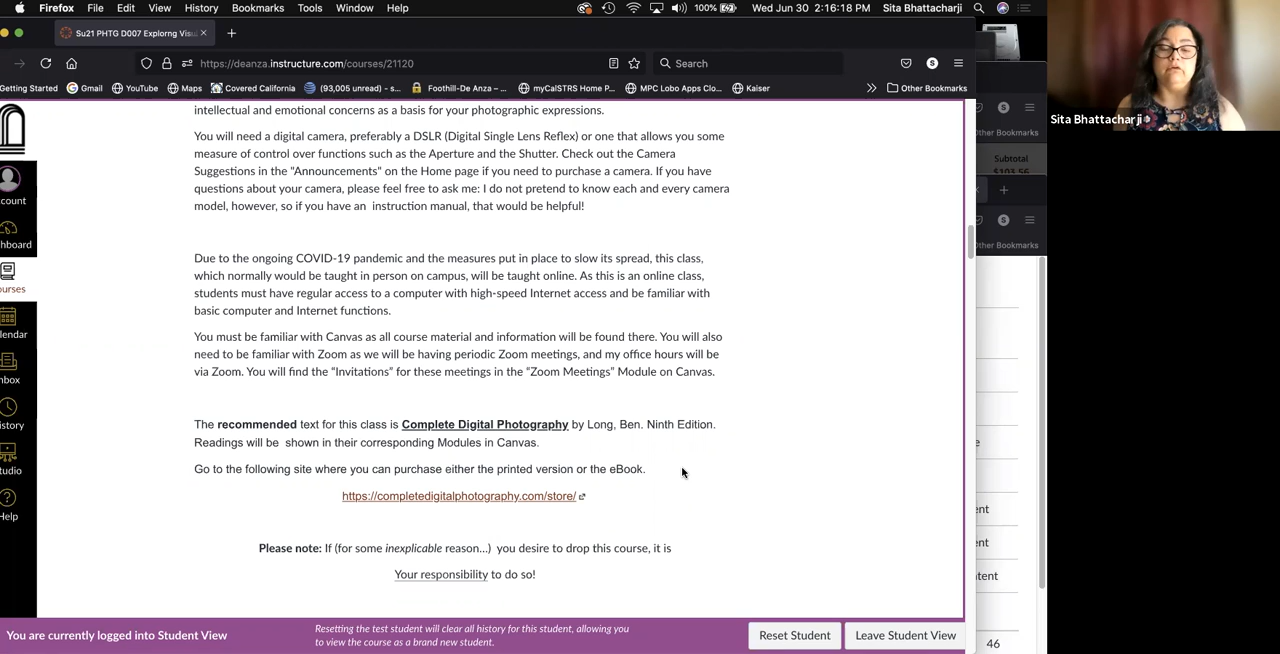 Firefox File Edit View History Bookmarks Tools Window Help 100% Wed Jun 30 2:16:18 PM Sita Bhattacharji
Su21 PHTG D007 Explorng Visu
https://deanza.instructure.com/courses/21120
Search
Getting Started Gmail YouTube Maps Covered California (93,005 unread) - s... Foothill-De Anza – ... myCalSTRS Home P... MPC Lobo Apps Clo... Kaiser Other Bookmarks
intellectual and emotional concerns as a basis for your photographic expressions.
You will need a digital camera, preferably a DSLR (Digital Single Lens Reflex) or one that allows you some
measure of control over functions such as the Aperture and the Shutter. Check out the Camera
Suggestions in the "Announcements" on the Home page if you need to purchase a camera. If you have
questions about your camera, please feel free to ask me: I do not pretend to know each and every camera
model, however, so if you have an instruction manual, that would be helpful!
Due to the ongoing COVID-19 pandemic and the measures put in place to slow its spread, this class,
which normally would be taught in person on campus, will be taught online. As this is an online class,
students must have regular access to a computer with high-speed Internet access and be familiar with
basic computer and Internet functions.
You must be familiar with Canvas as all course material and information will be found there. You will also
need to be familiar with Zoom as we will be having periodic Zoom meetings, and my office hours will be
via Zoom. You will find the “Invitations” for these meetings in the “Zoom Meetings” Module on Canvas.
The recommended text for this class is Complete Digital Photography by Long, Ben. Ninth Edition.
Readings will be shown in their corresponding Modules in Canvas.
Go to the following site where you can purchase either the printed version or the eBook.
https://completedigitalphotography.com/store/
Please note: If (for some inexplicable reason...) you desire to drop this course, it is
Your responsibility to do so!
count
hboard
urses
lendar
nbox
istory
tudio
Help
You are currently logged into Student View
Resetting the test student will clear all history for this student, allowing you
to view the course as a brand new student.
Reset Student
Leave Student View
Sita Bhattacharji
S
Other Bookmarks
Subtotal
$103.56
S
Other Bookmarks
e
ent
ent
tent
46